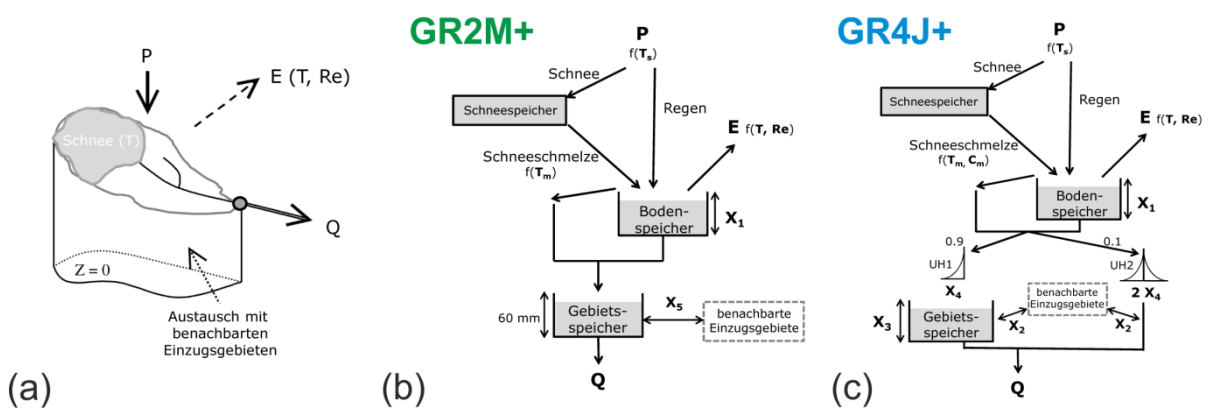 P
E (T, Re)
Schnee (T)
Q
Z = 0
Austausch mit
benachbarten
Einzugsgebieten
(a)
GR2M+
P
f(Ts)
Schnee
Schneespeicher
Regen
E f(T, Re)
Schneeschmelze
f(Tm)
Boden-
speicher
X1
60 mm
Gebiets-
speicher
X5
benachbarte
Einzugsgebiete
Q
(b)
GR4J+
P
f(Ts)
Schnee
Schneespeicher
Regen
E f(T, Re)
Schneeschmelze
f(Tm, Cm)
Boden-
speicher
X1
0.9
0.1
UH1
UH2
X4
2 X4
benachbarte
Einzugsgebiete
X3
Gebiets-
speicher
X2
X2
Q
(c)